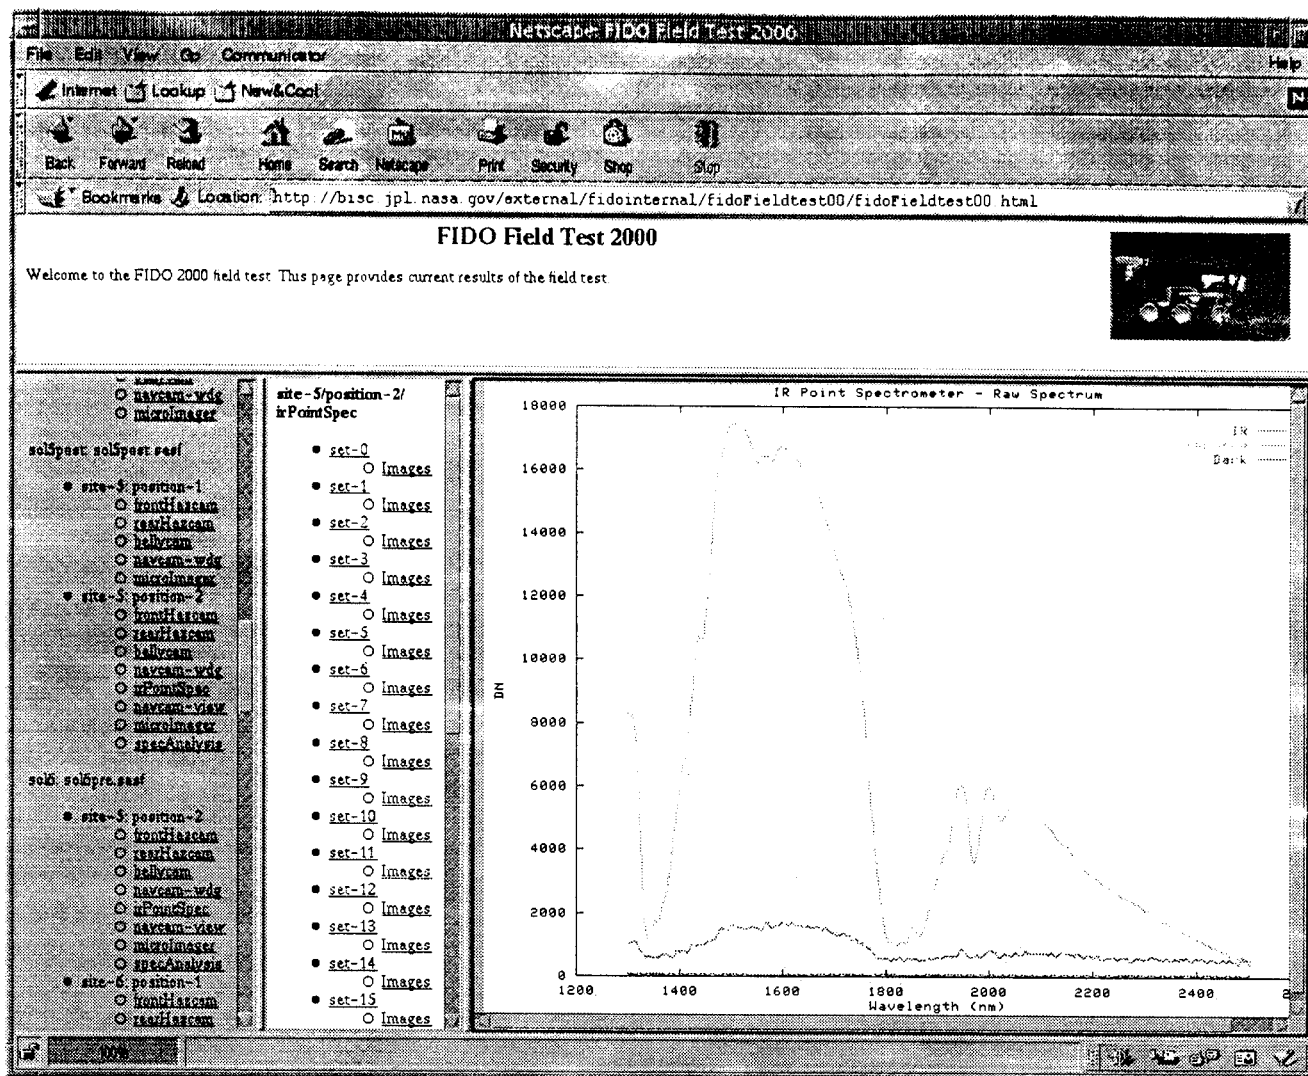 Netscape: FIDO Field Test 2000
File Edit View Go Communicator
Help
Internet Lookup New&Cool
N
Back Forward Reload Home Search Netscape Print Security Shop Stop
Bookmarks Location: http://bisc.jpl.nasa.gov/external/fidointernal/fidoFieldtest00/fidoFieldtest00.html
FIDO Field Test 2000
Welcome to the FIDO 2000 field test. This page provides current results of the field test.
navcam-wdg
microImager
sol5post: sol5post.sasf
site-5: position-1
frontHazcam
rearHazcam
bellycam
navcam-wdg
microImager
site-5: position-2
frontHazcam
rearHazcam
bellycam
navcam-wdg
irPointSpec
navcam-view
microImager
specAnalysis
sol6: sol6pre.sasf
site-5: position-2
frontHazcam
rearHazcam
bellycam
navcam-wdg
irPointSpec
navcam-view
microImager
specAnalysis
site-6: position-1
frontHazcam
rearHazcam
site-5/position-2/
irPointSpec
set-0
Images
set-1
Images
set-2
Images
set-3
Images
set-4
Images
set-5
Images
set-6
Images
set-7
Images
set-8
Images
set-9
Images
set-10
Images
set-11
Images
set-12
Images
set-13
Images
set-14
Images
set-15
Images
IR Point Spectrometer - Raw Spectrum
IR
Dark
18000
16000
14000
12000
10000
8000
6000
4000
2000
0
DN
1200 1400 1600 1800 2000 2200 2400
Wavelength (nm)
100%